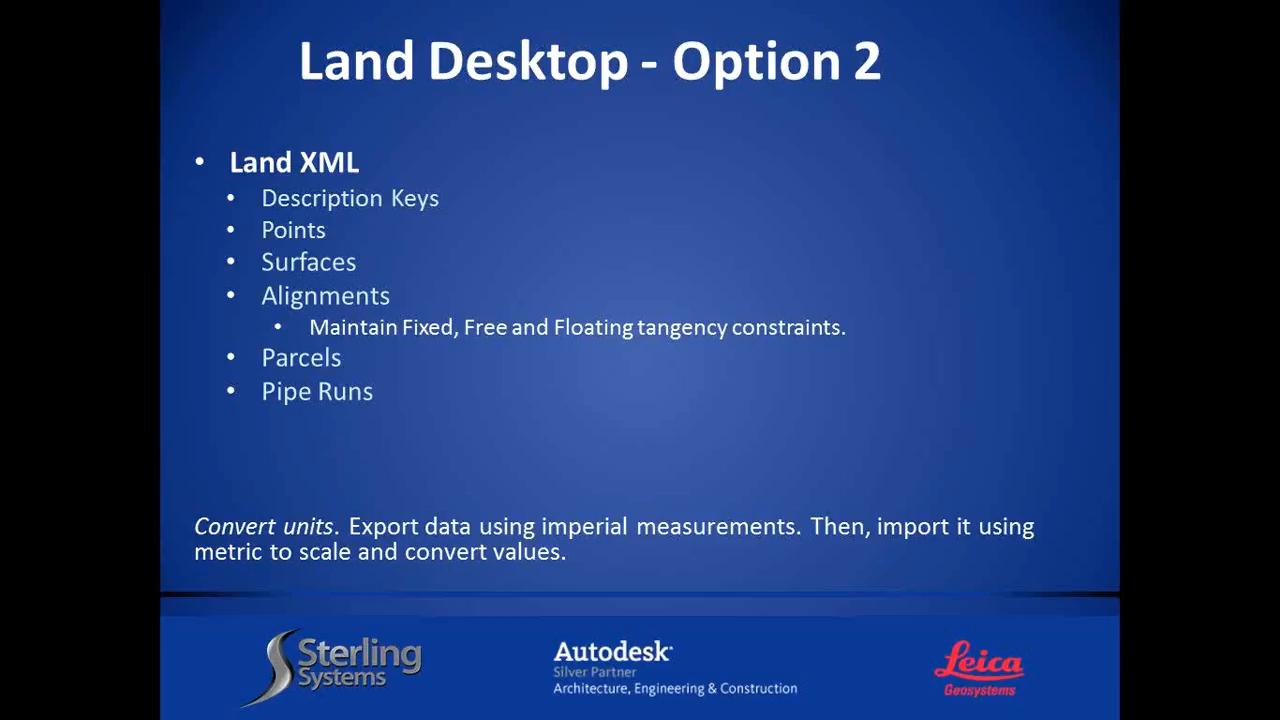 Land Desktop - Option 2
• Land XML
• Description Keys
• Points
• Surfaces
• Alignments
• Maintain Fixed, Free and Floating tangency constraints.
• Parcels
• Pipe Runs
Convert units. Export data using imperial measurements. Then, import it using
metric to scale and convert values.
Sterling
Systems
Autodesk
Silver Partner
Architecture, Engineering & Construction
Leica
Geosystems